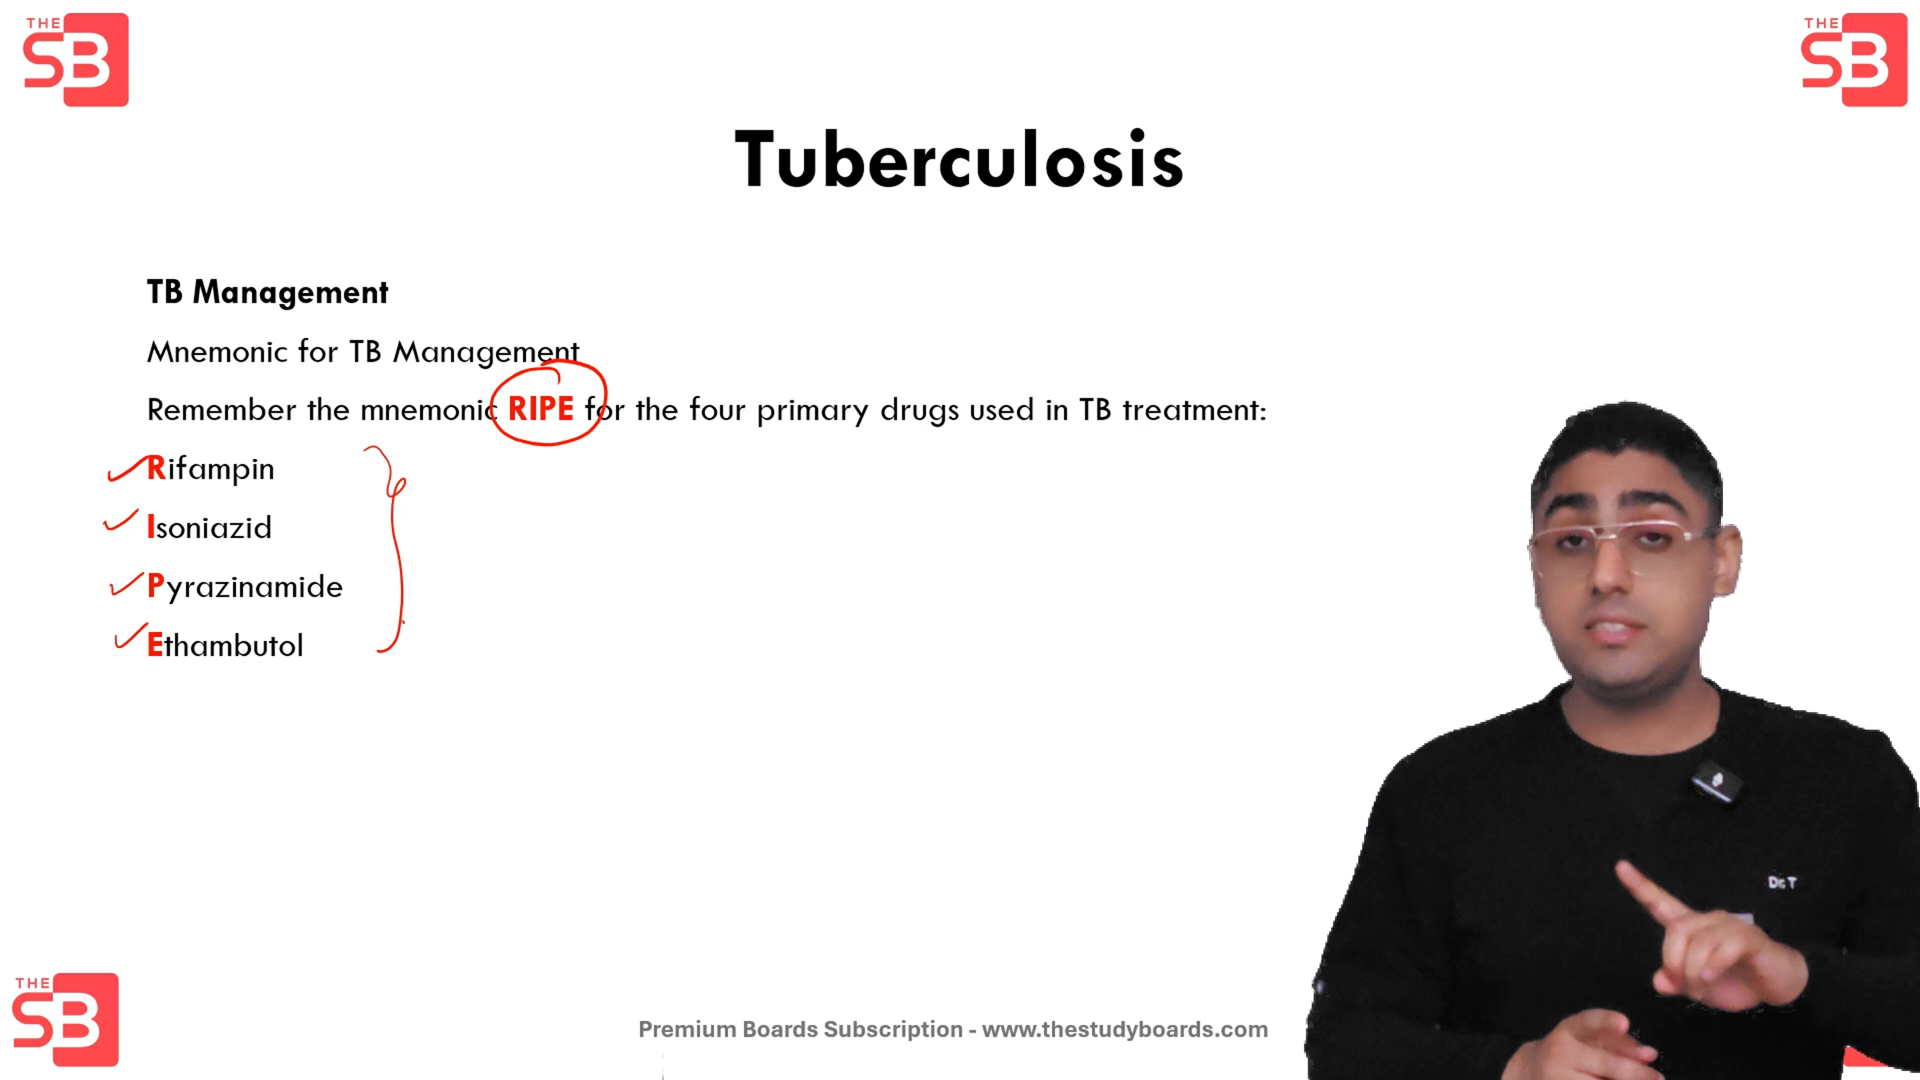 THE
SB
THE
SB
Tuberculosis
TB Management
Mnemonic for TB Management
Remember the mnemonic RIPE for the four primary drugs used in TB treatment:
Rifampin
Isoniazid
Pyrazinamide
Ethambutol
THE
SB
Premium Boards Subscription - www.thestudyboards.com